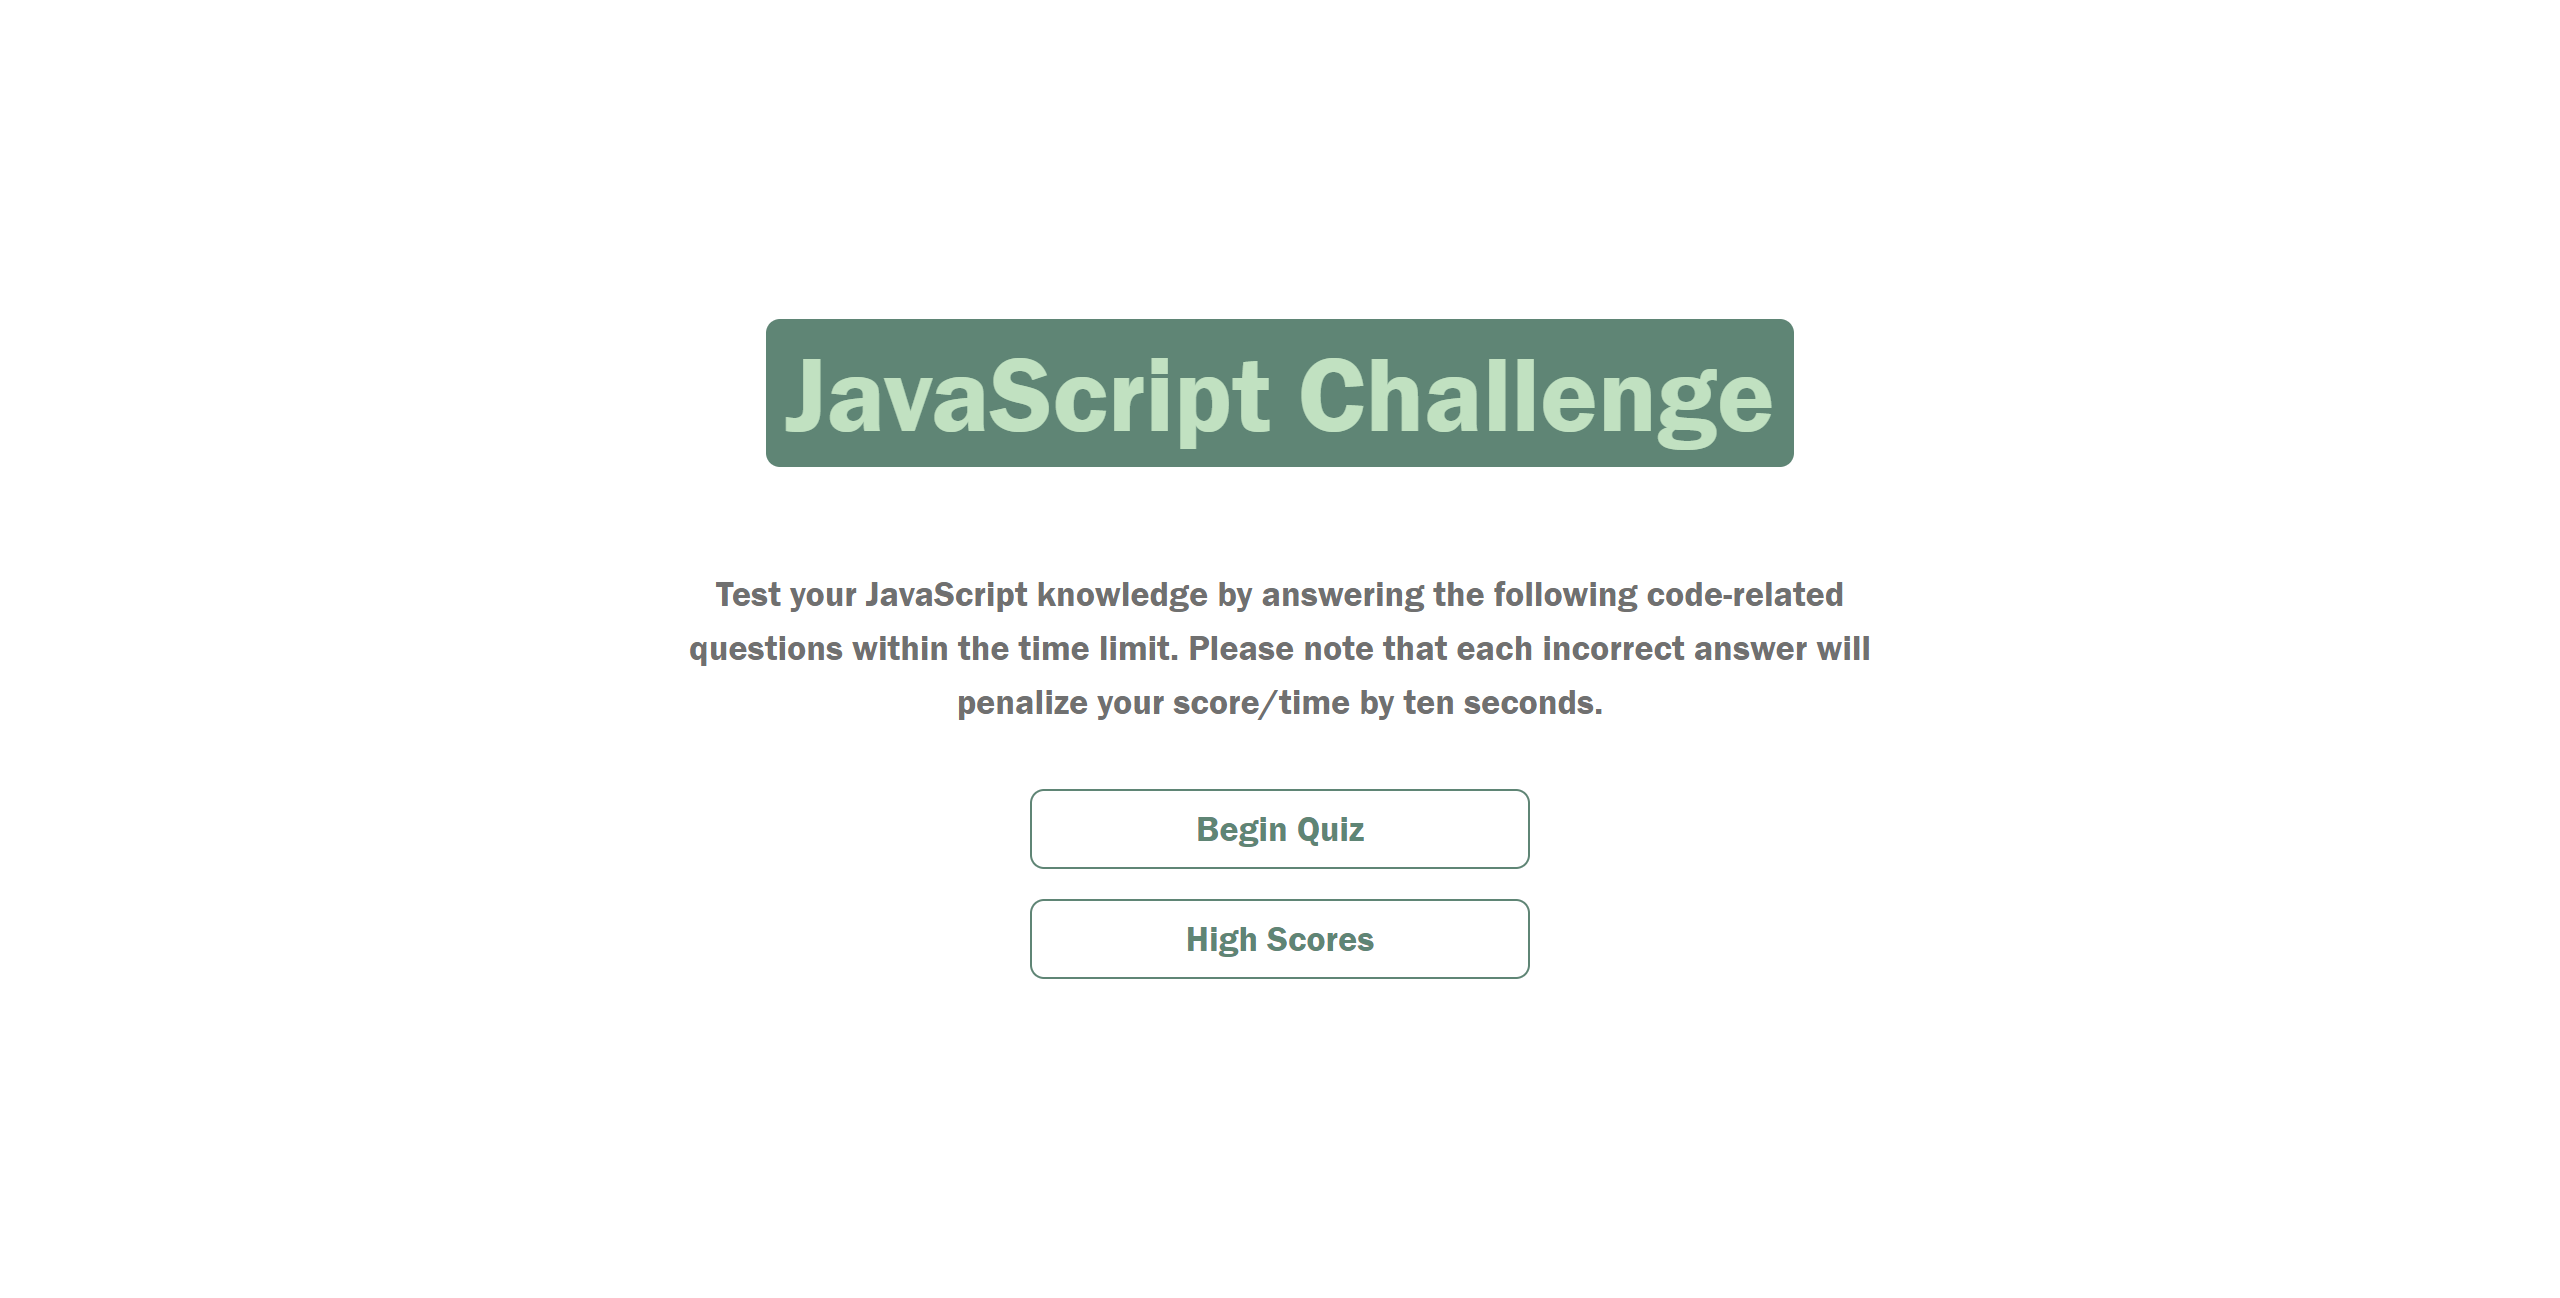 JavaScript Challenge
Test your JavaScript knowledge by answering the following code-related
questions within the time limit. Please note that each incorrect answer will
penalize your score/time by ten seconds.
Begin Quiz
High Scores